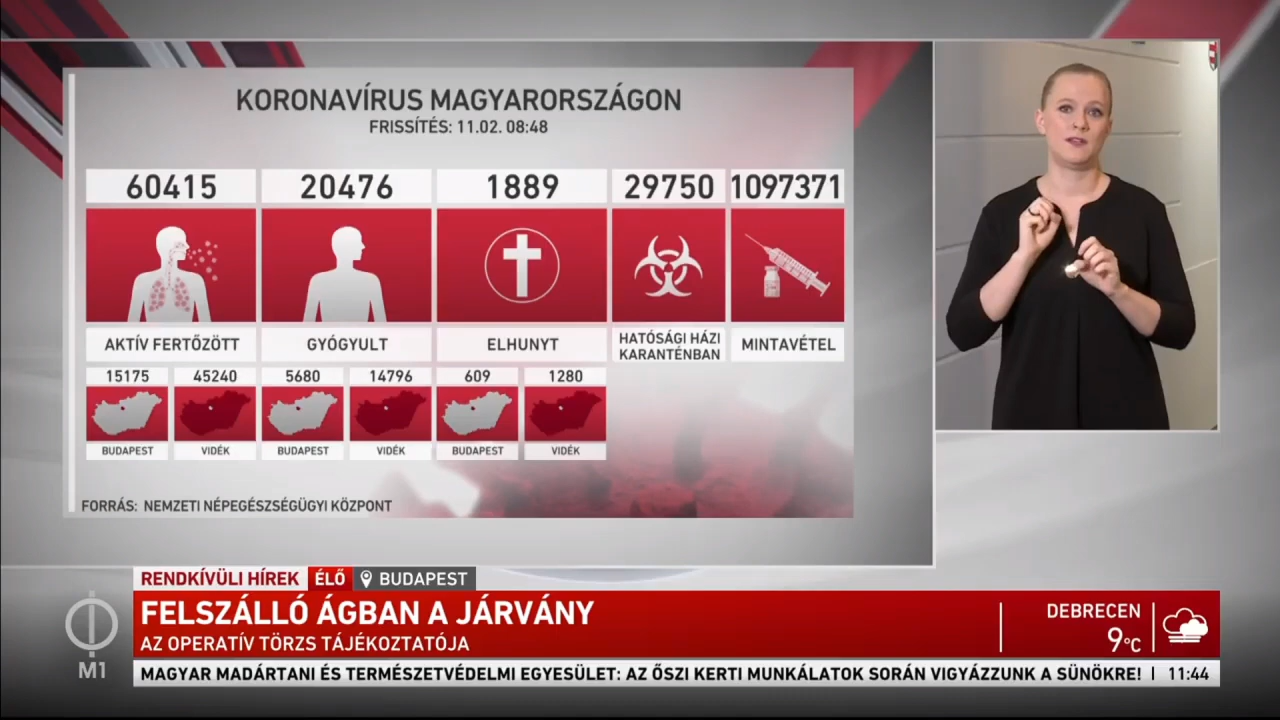 KORONAVÍRUS MAGYARORSZÁGON
FRISSÍTÉS: 11.02. 08:48
60415
20476
1889
29750
1097371
AKTÍV FERTŐZÖTT
GYÓGYULT
ELHUNYT
HATÓSÁGI HÁZI
KARANTÉNBAN
MINTAVÉTEL
15175
45240
5680
14796
609
1280
BUDAPEST
VIDÉK
BUDAPEST
VIDÉK
BUDAPEST
VIDÉK
FORRÁS: NEMZETI NÉPEGÉSZSÉGÜGYI KÖZPONT
RENDKÍVÜLI HÍREK ÉLŐ BUDAPEST
FELSZÁLLÓ ÁGBAN A JÁRVÁNY
AZ OPERATÍV TÖRZS TÁJÉKOZTATÓJA
DEBRECEN
9°C
M1
MAGYAR MADÁRTANI ÉS TERMÉSZETVÉDELMI EGYESÜLET: AZ ŐSZI KERTI MUNKÁLATOK SORÁN VIGYÁZZUNK A SÜNÖKRE! | 11:44